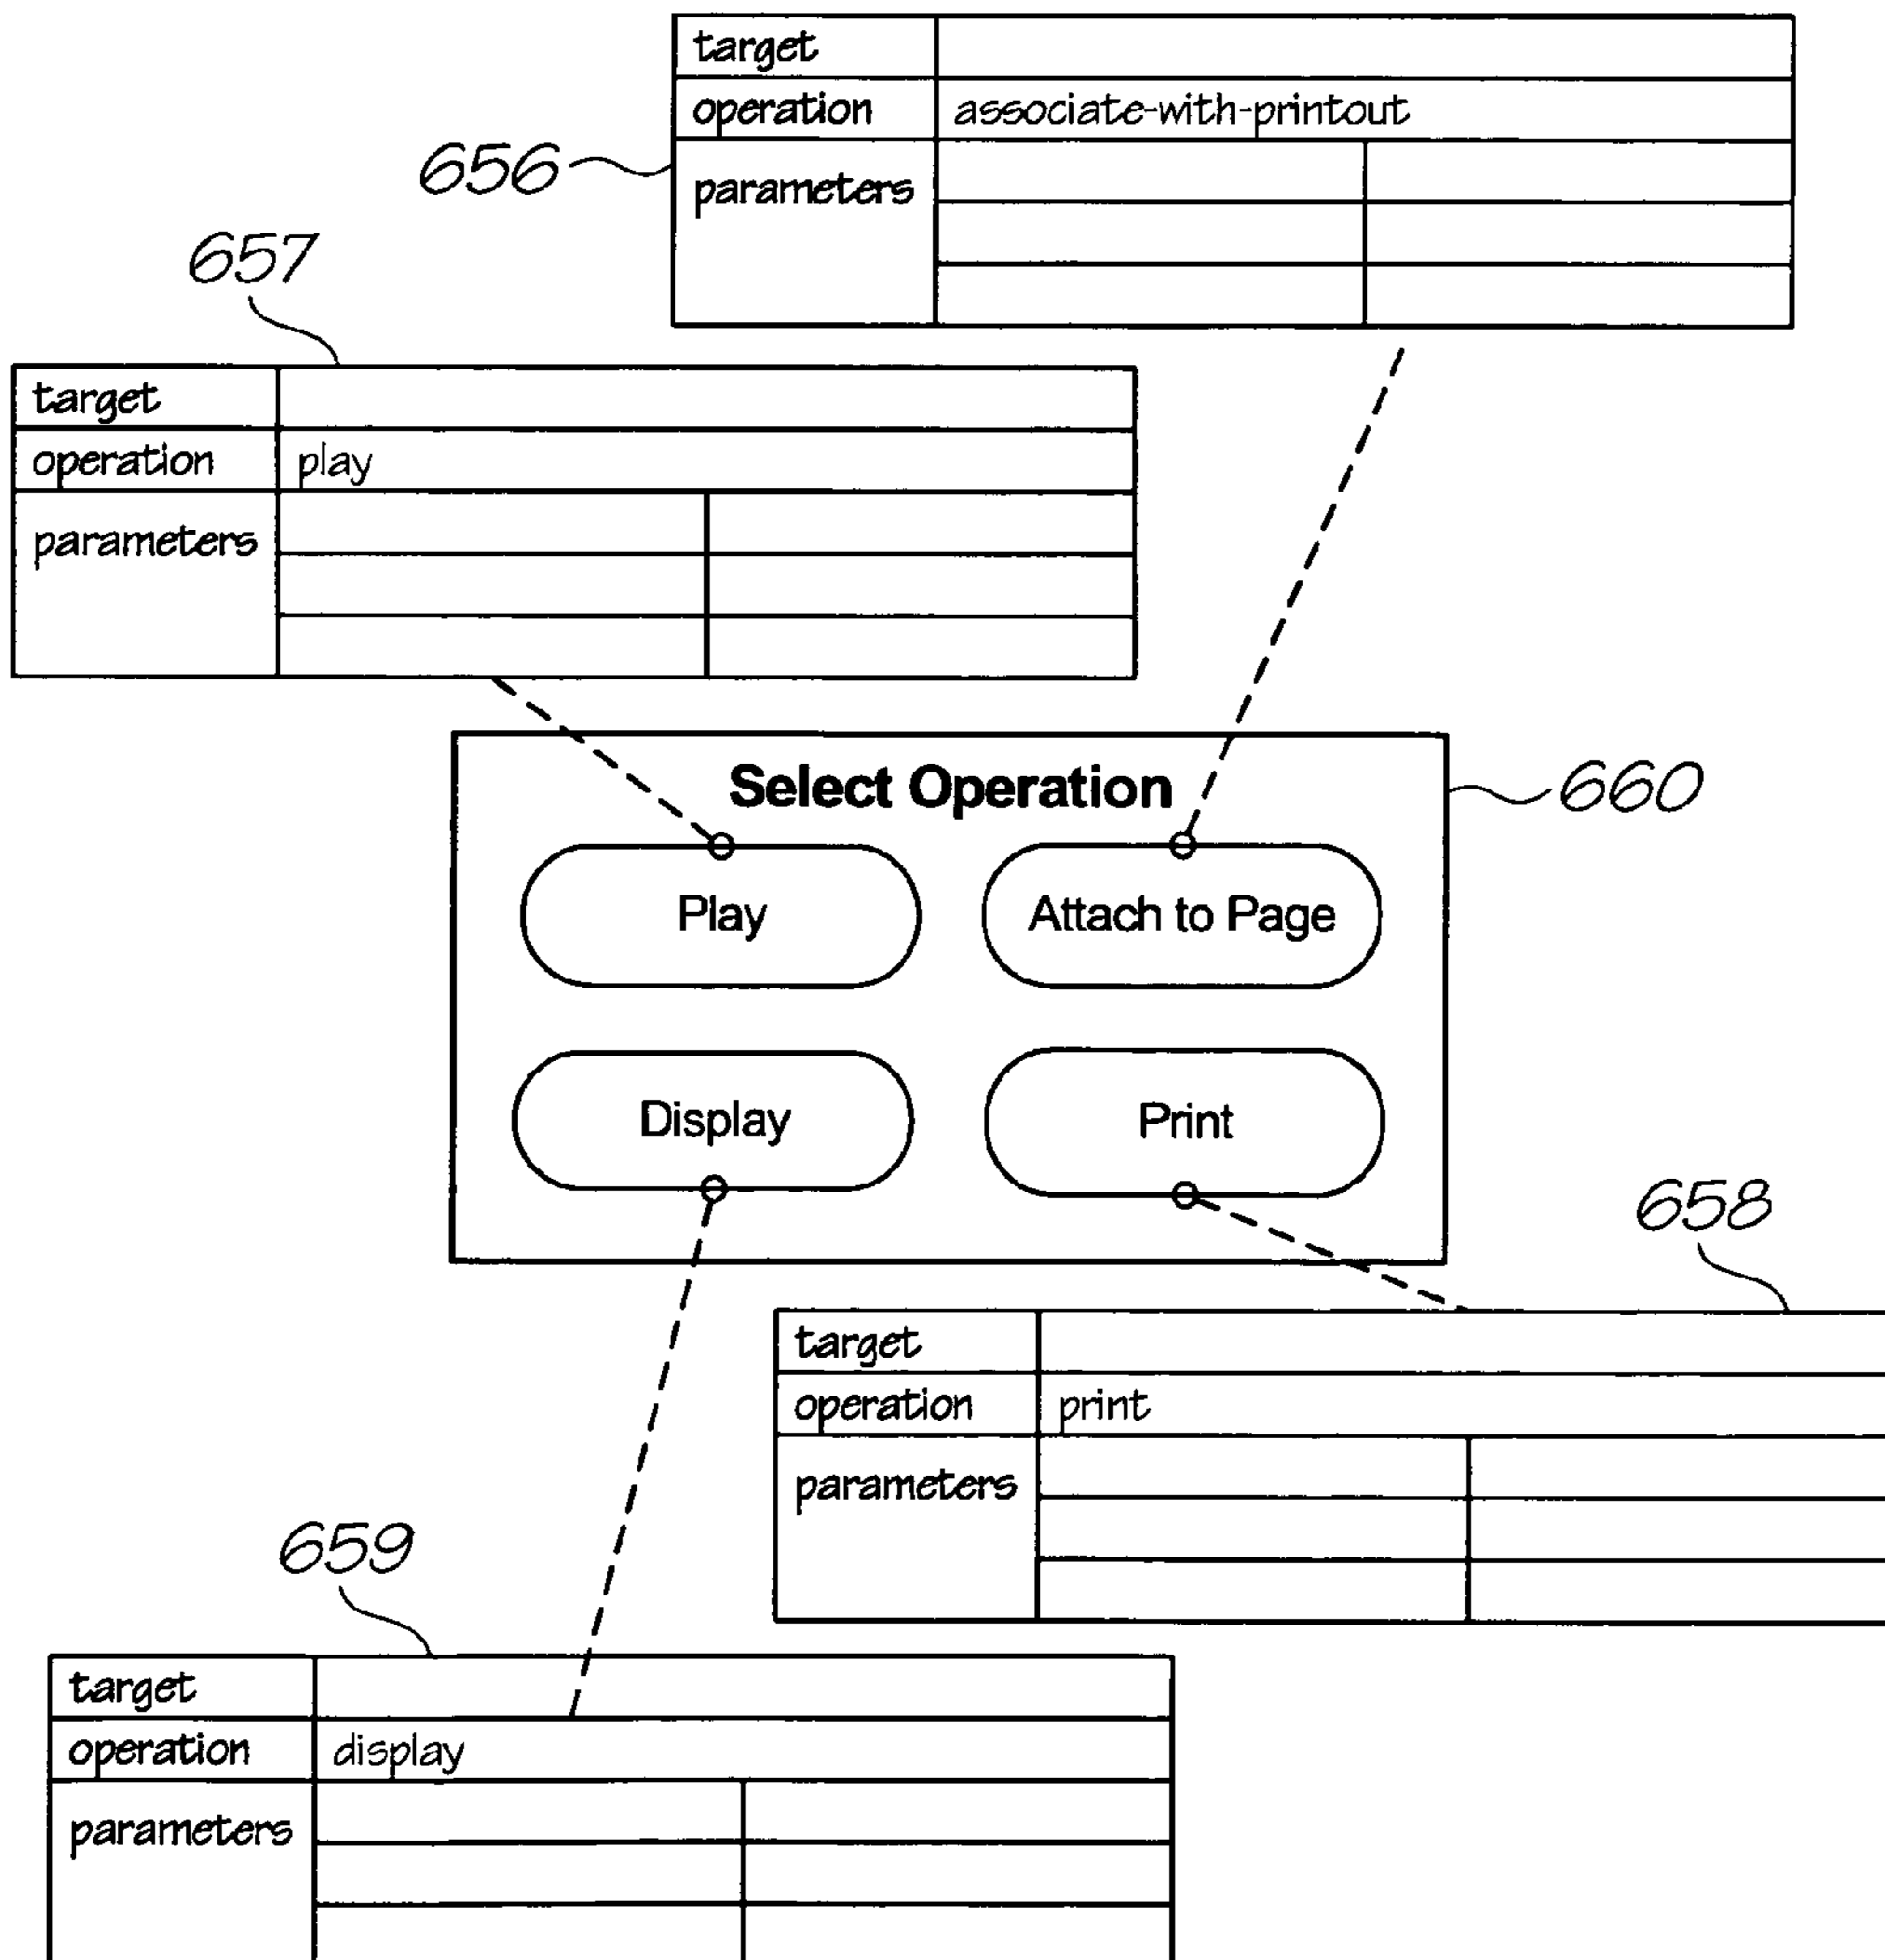 target
operation associate-with-printout
656
parameters
657
target
operation play
parameters
Select Operation
660
Play Attach to Page
Display Print
658
target
operation print
parameters
659
target
operation display
parameters